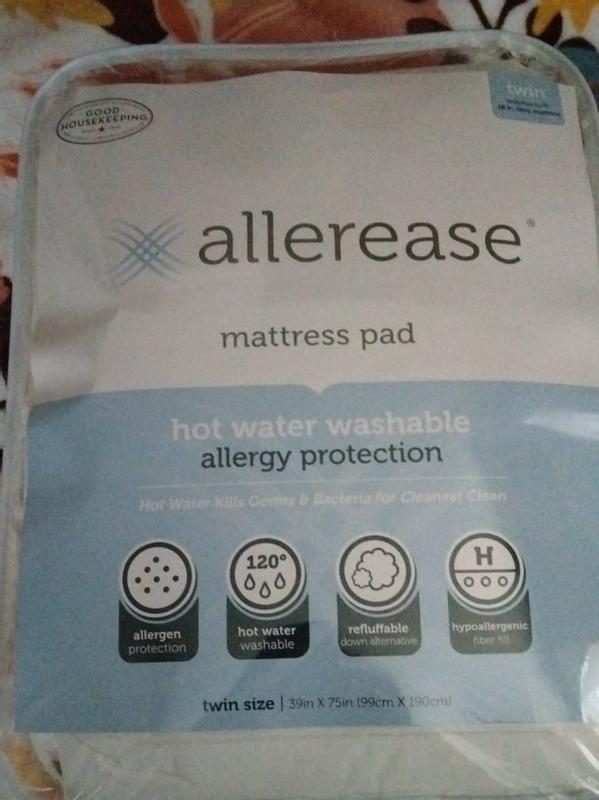 GOOD
HOUSEKEEPING
twin
allerease®
mattress pad
hot water washable
allergy protection
Hot Water Kills Germs & Bacteria for Cleanest Clean
120°
H
allergen
protection
hot water
washable
refluffable
down alternative
hypoallergenic
fiber fill
twin size | 39in X 75in (99cm X 190cm)